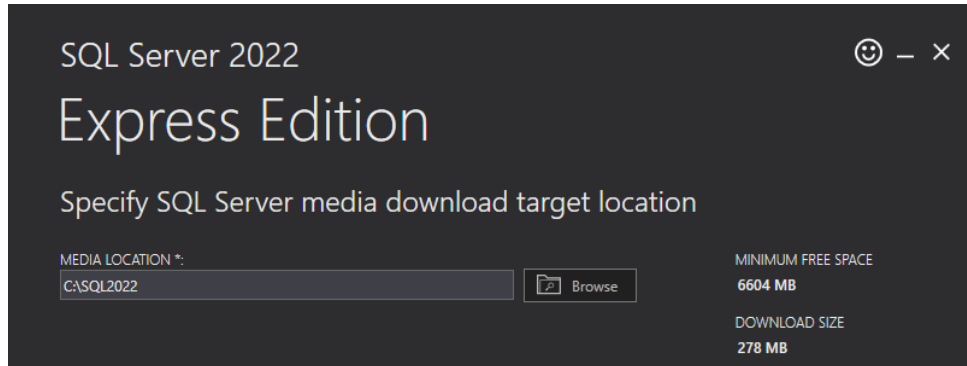 SQL Server 2022
Express Edition
Specify SQL Server media download target location
MEDIA LOCATION *:
C:\SQL2022
Browse
MINIMUM FREE SPACE
6604 MB
DOWNLOAD SIZE
278 MB